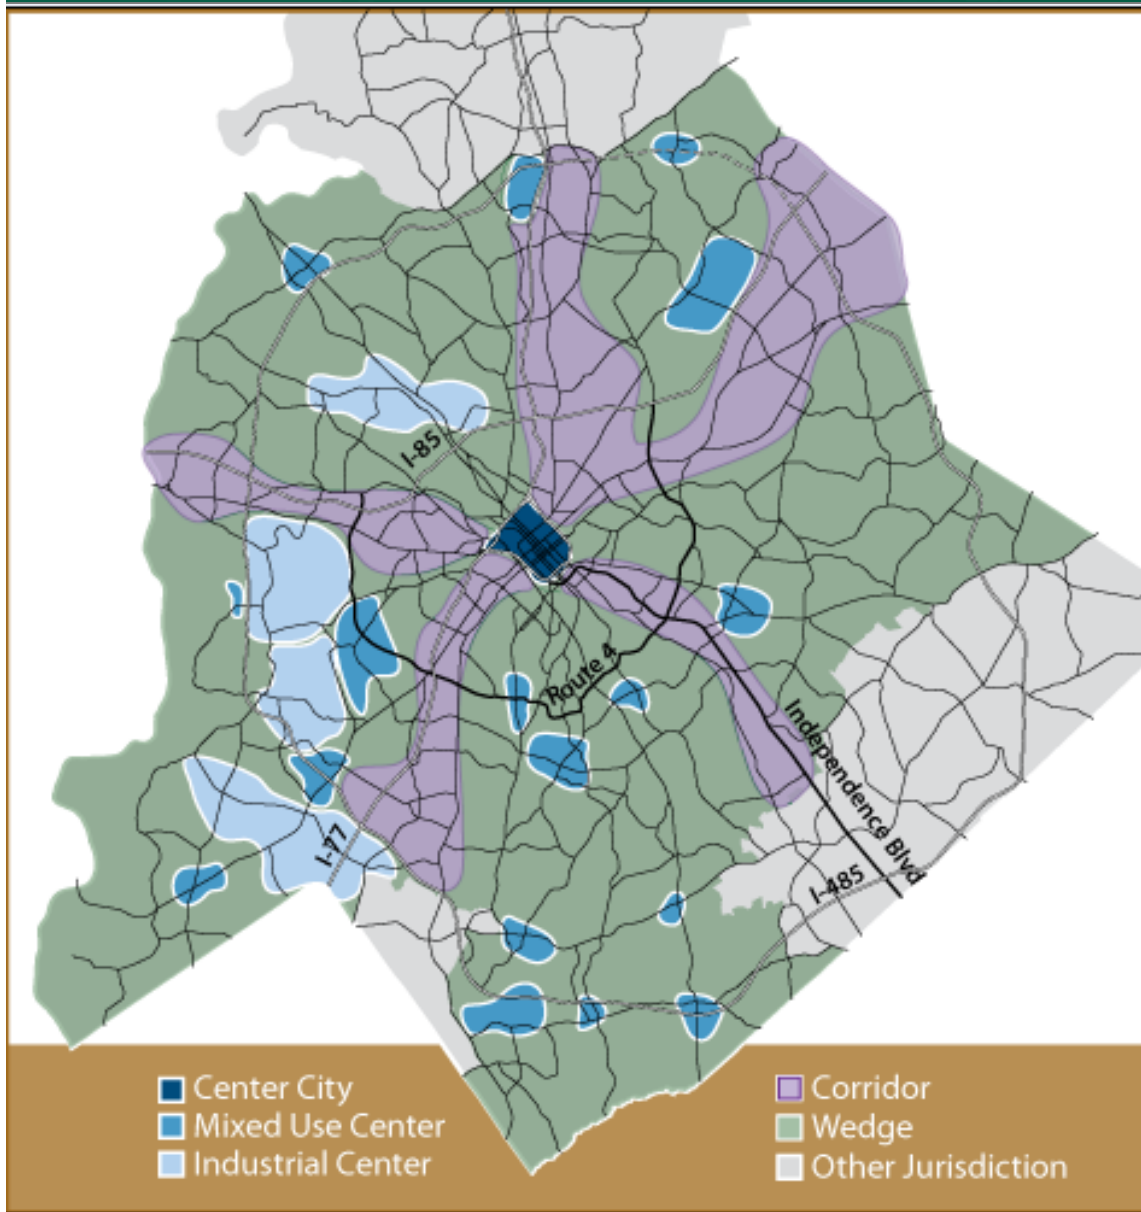 I-85
Route 4
Independence Blvd
I-77
I-485
Center City
Mixed Use Center
Industrial Center
Corridor
Wedge
Other Jurisdiction